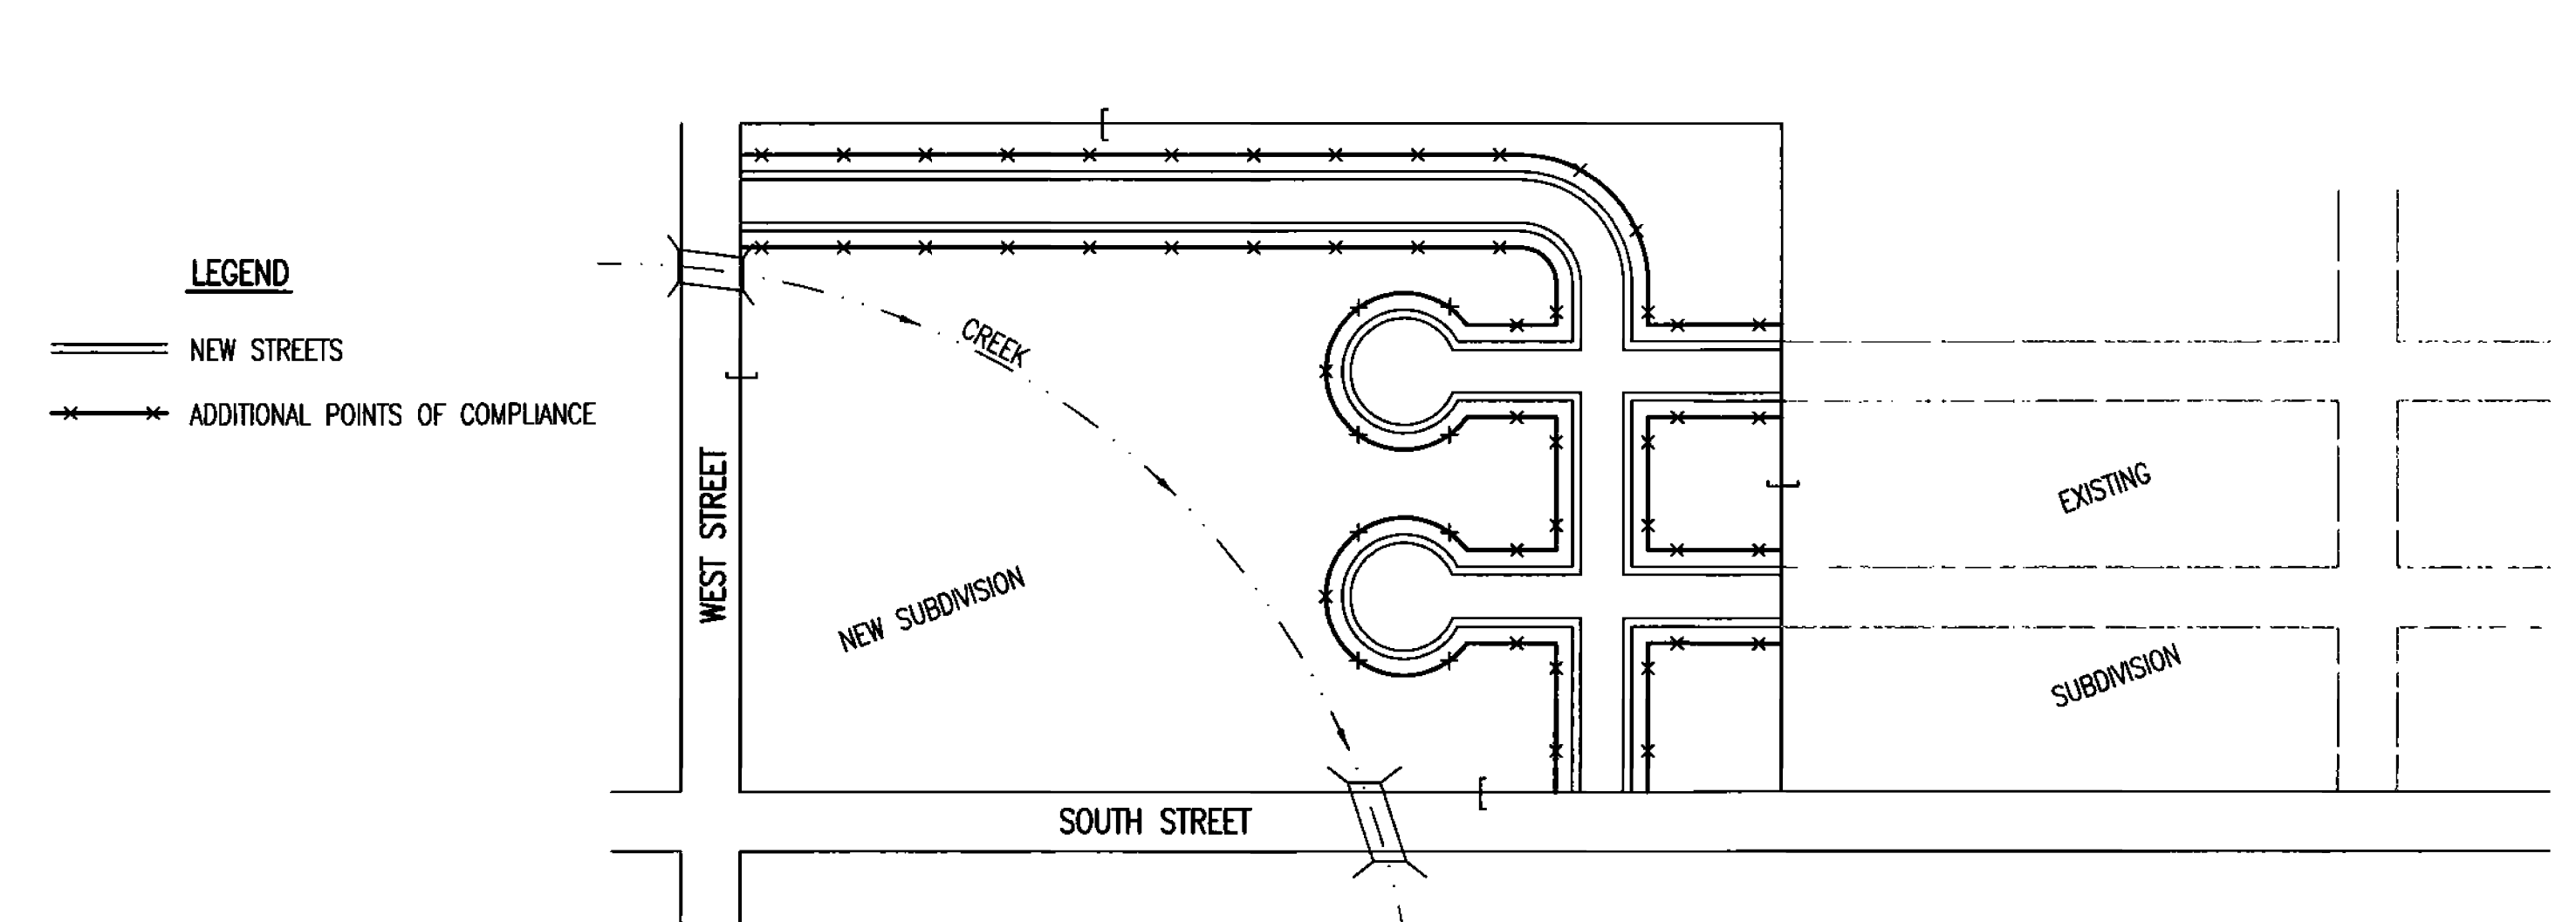 LEGEND
NEW STREETS
ADDITIONAL POINTS OF COMPLIANCE
CREEK
WEST STREET
NEW SUBDIVISION
SOUTH STREET
EXISTING
SUBDIVISION